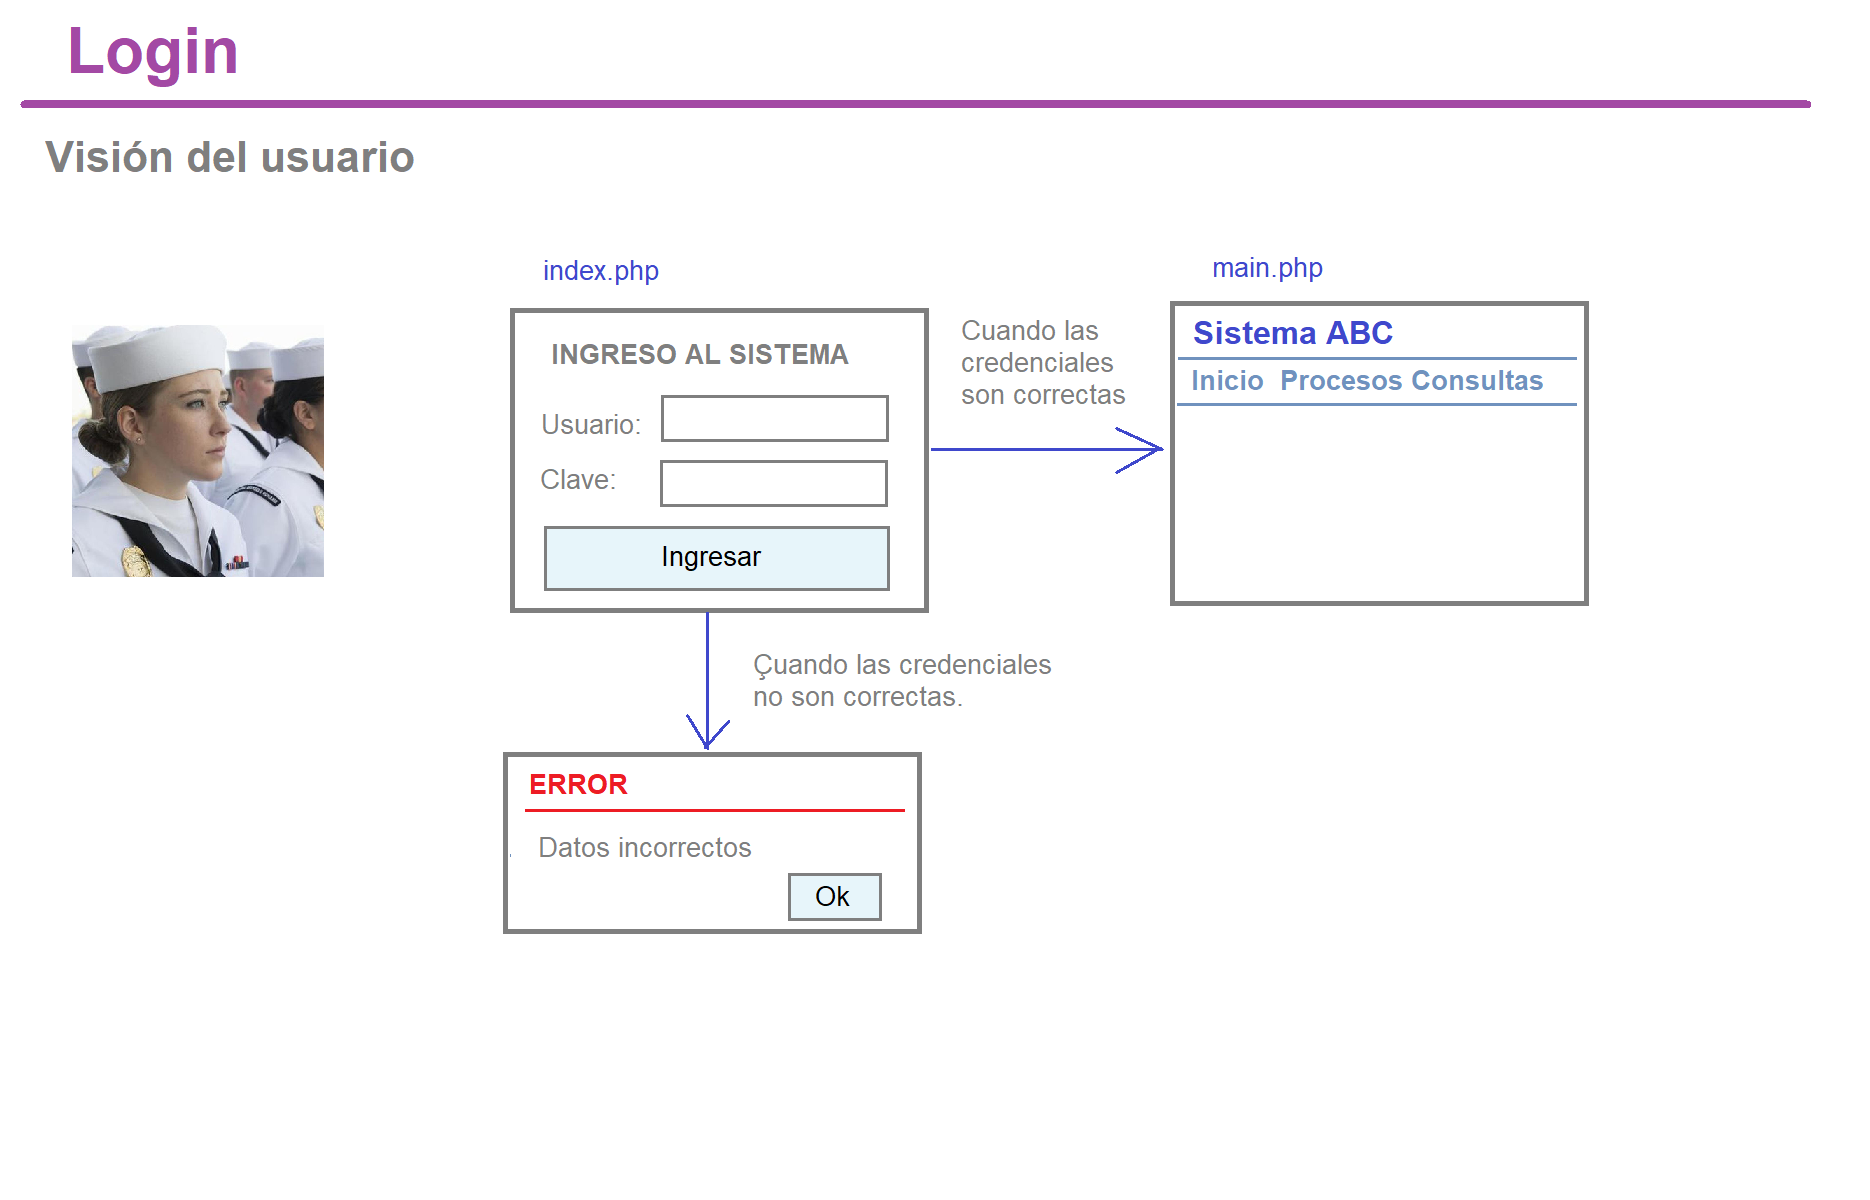 Login
Visión del usuario
index.php
INGRESO AL SISTEMA
Usuario:
Clave:
Ingresar
Cuando las
credenciales
son correctas
main.php
Sistema ABC
Inicio Procesos Consultas
Çuando las credenciales
no son correctas.
ERROR
Datos incorrectos
Ok